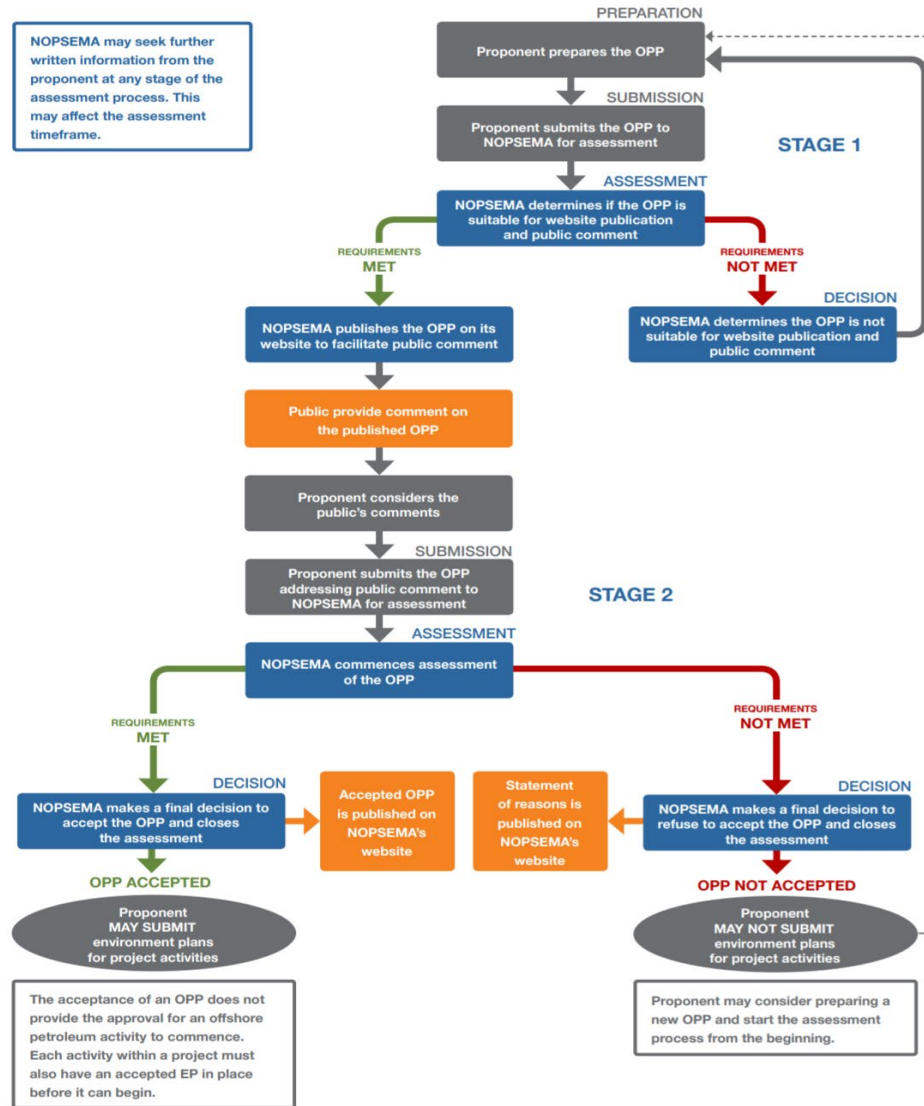 PREPARATION
NOPSEMA may seek further
written information from the
proponent at any stage of the
assessment process. This
may affect the assessment
timeframe.
Proponent prepares the OPP
SUBMISSION
Proponent submits the OPP to
NOPSEMA for assessment
STAGE 1
ASSESSMENT
NOPSEMA determines if the OPP is
suitable for website publication
and public comment
REQUIREMENTS
MET
REQUIREMENTS
NOT MET
DECISION
NOPSEMA publishes the OPP on its
website to facilitate public comment
NOPSEMA determines the OPP is not
suitable for website publication and
public comment
Public provide comment on
the published OPP
Proponent considers the
public's comments
SUBMISSION
Proponent submits the OPP
addressing public comment to
NOPSEMA for assessment
STAGE 2
ASSESSMENT
NOPSEMA commences assessment
of the OPP
REQUIREMENTS
MET
REQUIREMENTS
NOT MET
DECISION
NOPSEMA makes a final decision to
accept the OPP and closes
the assessment
Accepted OPP
is published on
NOPSEMA's
website
Statement
of reasons is
published on
NOPSEMA's
website
DECISION
NOPSEMA makes a final decision to
refuse to accept the OPP and closes
the assessment
OPP ACCEPTED
OPP NOT ACCEPTED
Proponent
MAY SUBMIT
environment plans
for project activities
Proponent
MAY NOT SUBMIT
environment plans
for project activities
The acceptance of an OPP does not
provide the approval for an offshore
petroleum activity to commence.
Each activity within a project must
also have an accepted EP in place
before it can begin.
Proponent may consider preparing a
new OPP and start the assessment
process from the beginning.